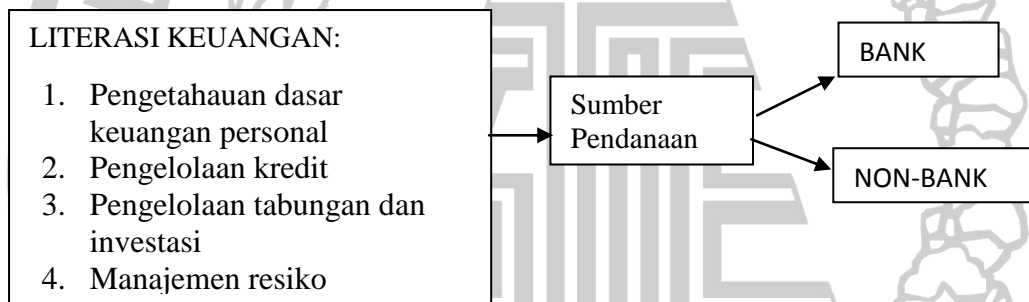 LITERASI KEUANGAN:
1. Pengetahauan dasar
keuangan personal
2. Pengelolaan kredit
3. Pengelolaan tabungan dan
investasi
4. Manajemen resiko
Sumber
Pendanaan
BANK
NON-BANK